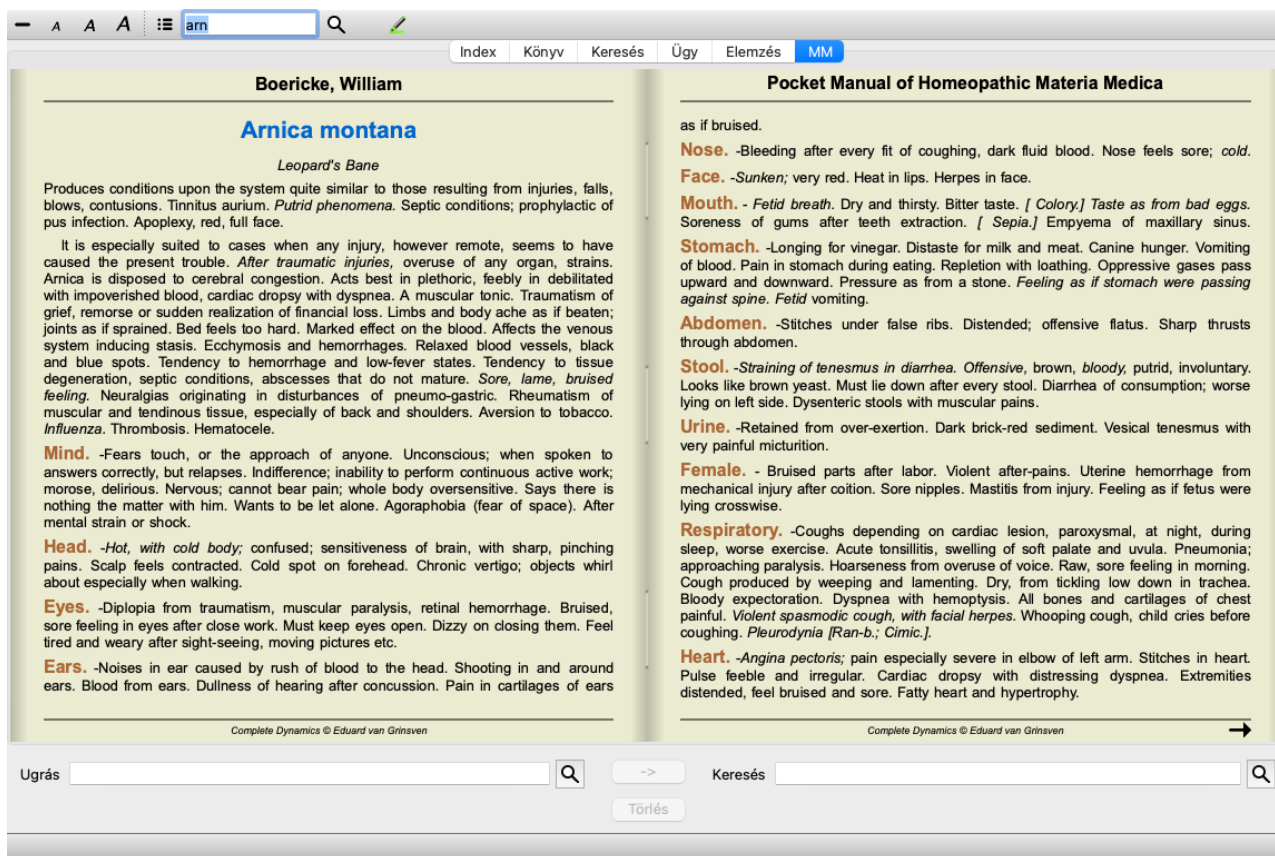 A A A arn
Index Könyv Keresés Ügy Elemzés MM
Boericke, William
Arnica montana
Leopard's Bane
Produces conditions upon the system quite similar to those resulting from injuries, falls,
blows, contusions. Tinnitus aurium. Putrid phenomena. Septic conditions; prophylactic of
pus infection. Apoplexy, red, full face.
It is especially suited to cases when any injury, however remote, seems to have
caused the present trouble. After traumatic injuries, overuse of any organ, strains.
Arnica is disposed to cerebral congestion. Acts best in plethoric, feebly in debilitated
with impoverished blood, cardiac dropsy with dyspnea. A muscular tonic. Traumatism of
grief, remorse or sudden realization of financial loss. Limbs and body ache as if beaten;
joints as if sprained. Bed feels too hard. Marked effect on the blood. Affects the venous
system inducing stasis. Ecchymosis and hemorrhages. Relaxed blood vessels, black
and blue spots. Tendency to hemorrhage and low-fever states. Tendency to tissue
degeneration, septic conditions, abscesses that do not mature. Sore, lame, bruised
feeling. Neuralgias originating in disturbances of pneumo-gastric. Rheumatism of
muscular and tendinous tissue, especially of back and shoulders. Aversion to tobacco.
Influenza. Thrombosis. Hematocele.
Mind. -Fears touch, or the approach of anyone. Unconscious; when spoken to
answers correctly, but relapses. Indifference; inability to perform continuous active work;
morose, delirious. Nervous; cannot bear pain; whole body oversensitive. Says there is
nothing the matter with him. Wants to be let alone. Agoraphobia (fear of space). After
mental strain or shock.
Head. -Hot, with cold body; confused; sensitiveness of brain, with sharp, pinching
pains. Scalp feels contracted. Cold spot on forehead. Chronic vertigo; objects whirl
about especially when walking.
Eyes. -Diplopia from traumatism, muscular paralysis, retinal hemorrhage. Bruised,
sore feeling in eyes after close work. Must keep eyes open. Dizzy on closing them. Feel
tired and weary after sight-seeing, moving pictures etc.
Ears. -Noises in ear caused by rush of blood to the head. Shooting in and around
ears. Blood from ears. Dullness of hearing after concussion. Pain in cartilages of ears
Complete Dynamics © Eduard van Grinsven
Pocket Manual of Homeopathic Materia Medica
as if bruised.
Nose. -Bleeding after every fit of coughing, dark fluid blood. Nose feels sore; cold.
Face. -Sunken; very red. Heat in lips. Herpes in face.
Mouth. - Fetid breath. Dry and thirsty. Bitter taste. [ Colory.] Taste as from bad eggs.
Soreness of gums after teeth extraction. [ Sepia.] Empyema of maxillary sinus.
Stomach. -Longing for vinegar. Distaste for milk and meat. Canine hunger. Vomiting
of blood. Pain in stomach during eating. Repletion with loathing. Oppressive gases pass
upward and downward. Pressure as from a stone. Feeling as if stomach were passing
against spine. Fetid vomiting.
Abdomen. -Stitches under false ribs. Distended; offensive flatus. Sharp thrusts
through abdomen.
Stool. -Straining of tenesmus in diarrhea. Offensive, brown, bloody, putrid, involuntary.
Looks like brown yeast. Must lie down after every stool. Diarrhea of consumption; worse
lying on left side. Dysenteric stools with muscular pains.
Urine. -Retained from over-exertion. Dark brick-red sediment. Vesical tenesmus with
very painful micturition.
Female. - Bruised parts after labor. Violent after-pains. Uterine hemorrhage from
mechanical injury after coition. Sore nipples. Mastitis from injury. Feeling as if fetus were
lying crosswise.
Respiratory. -Coughs depending on cardiac lesion, paroxysmal, at night, during
sleep, worse exercise. Acute tonsillitis, swelling of soft palate and uvula. Pneumonia;
approaching paralysis. Hoarseness from overuse of voice. Raw, sore feeling in morning.
Cough produced by weeping and lamenting. Dry, from tickling low down in trachea.
Bloody expectoration. Dyspnea with hemoptysis. All bones and cartilages of chest
painful. Violent spasmodic cough, with facial herpes. Whooping cough, child cries before
coughing. Pleurodynia [Ran-b.; Cimic.].
Heart. -Angina pectoris; pain especially severe in elbow of left arm. Stitches in heart.
Pulse feeble and irregular. Cardiac dropsy with distressing dyspnea. Extremities
distended, feel bruised and sore. Fatty heart and hypertrophy.
Complete Dynamics © Eduard van Grinsven
Ugrás -> Keresés
Törlés